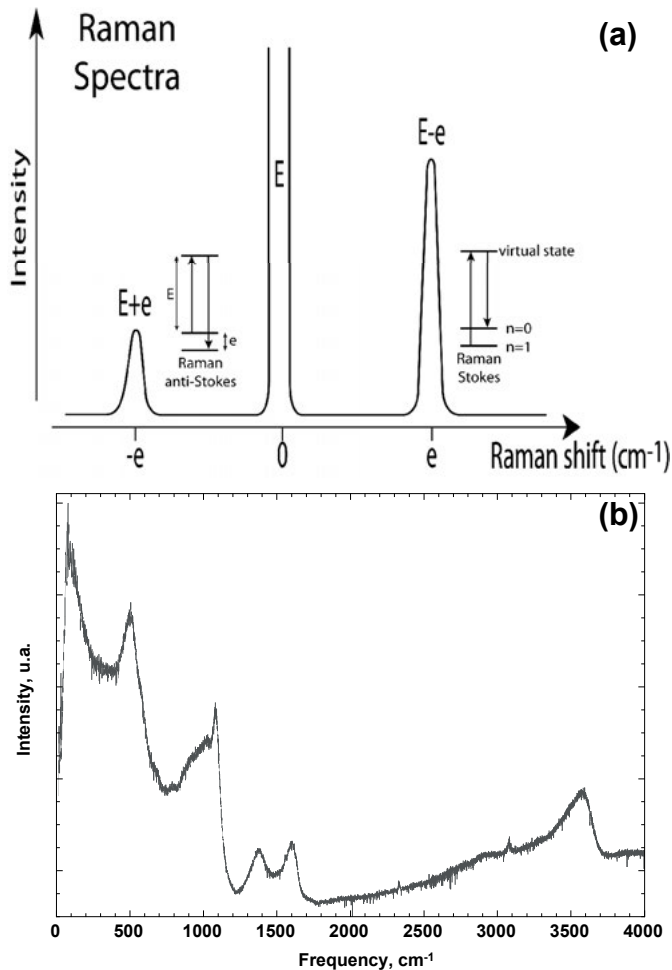 Raman
Spectra
(a)
Intensity
E+e
E
E-e
E
e
Raman
anti-Stokes
virtual state
n=0
n=1
Raman
Stokes
-e
0
e
Raman shift (cm-1)
(b)
Intensity, u.a.
0 500 1000 1500 2000 2500 3000 3500 4000
Frequency, cm-1